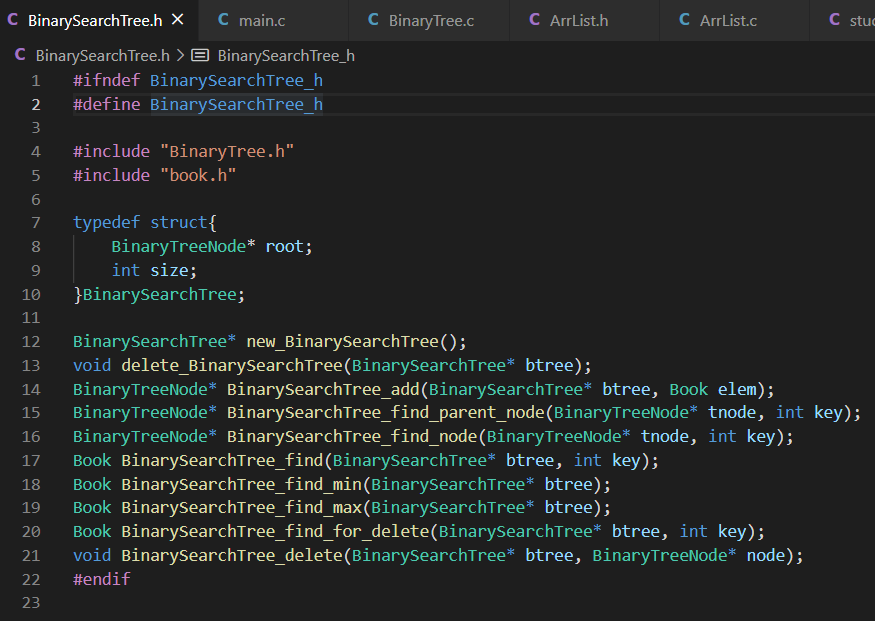 C BinarySearchTree.h × C main.c C BinaryTree.c C ArrList.h C ArrList.c C
C BinarySearchTree.h > BinarySearchTree_h
1 #ifndef BinarySearchTree_h
2 #define BinarySearchTree_h
3
4 #include "BinaryTree.h"
5 #include "book.h"
6
7 typedef struct{
8 BinaryTreeNode* root;
9 int size;
10 }BinarySearchTree;
11
12 BinarySearchTree* new_BinarySearchTree();
13 void delete_BinarySearchTree(BinarySearchTree* btree);
14 BinaryTreeNode* BinarySearchTree_add(BinarySearchTree* btree, Book elem);
15 BinaryTreeNode* BinarySearchTree_find_parent_node(BinaryTreeNode* tnode, int key);
16 BinaryTreeNode* BinarySearchTree_find_node(BinaryTreeNode* tnode, int key);
17 Book BinarySearchTree_find(BinarySearchTree* btree, int key);
18 Book BinarySearchTree_find_min(BinarySearchTree* btree);
19 Book BinarySearchTree_find_max(BinarySearchTree* btree);
20 Book BinarySearchTree_find_for_delete(BinarySearchTree* btree, int key);
21 void BinarySearchTree_delete(BinarySearchTree* btree, BinaryTreeNode* node);
22 #endif
23